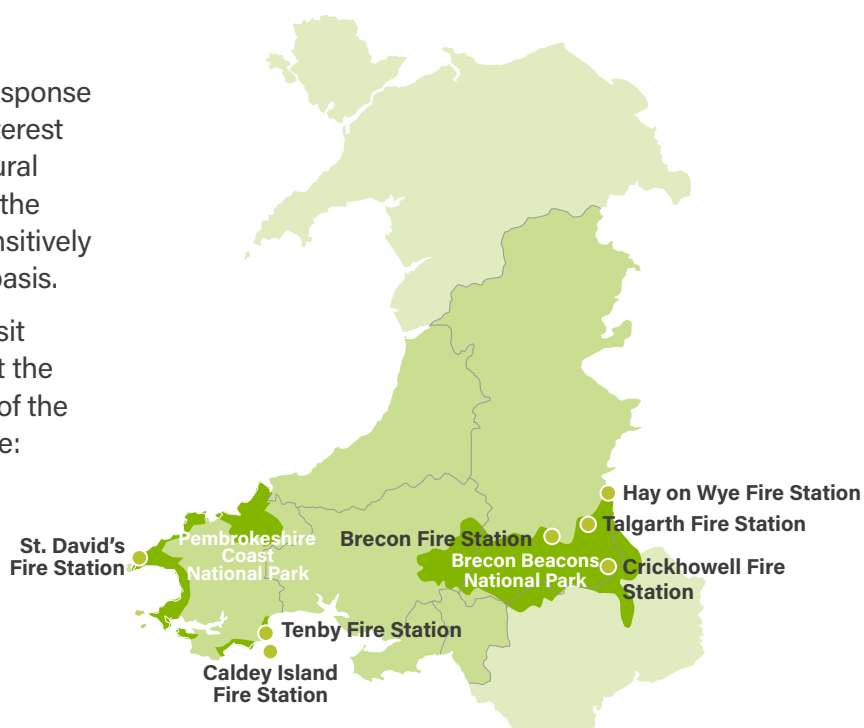 sponse
erest
ural
the
nsitively
basis.
sit
t the
of the
e:
Hay on Wye Fire Station
Talgarth Fire Station
Brecon Fire Station
Brecon Beacons
National Park
Crickhowell Fire
Station
Pembrokeshire
Coast
National Park
St. David's
Fire Station
Tenby Fire Station
Caldey Island
Fire Station